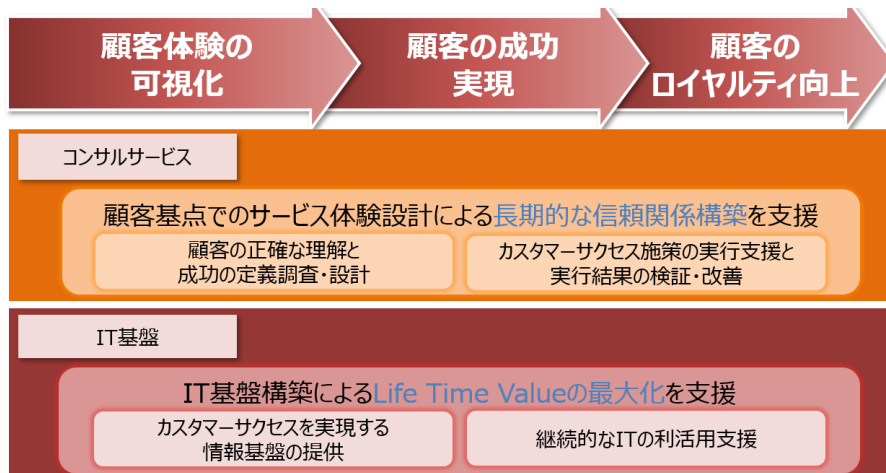 顧客体験の
可視化
顧客の成功
実現
顧客の
ロイヤルティ向上
コンサルサービス
顧客基点でのサービス体験設計による長期的な信頼関係構築を支援
顧客の正確な理解と
成功の定義調査・設計
カスタマーサクセス施策の実行支援と
実行結果の検証・改善
IT基盤
IT基盤構築によるLife Time Valueの最大化を支援
カスタマーサクセスを実現する
情報基盤の提供
継続的なITの利活用支援